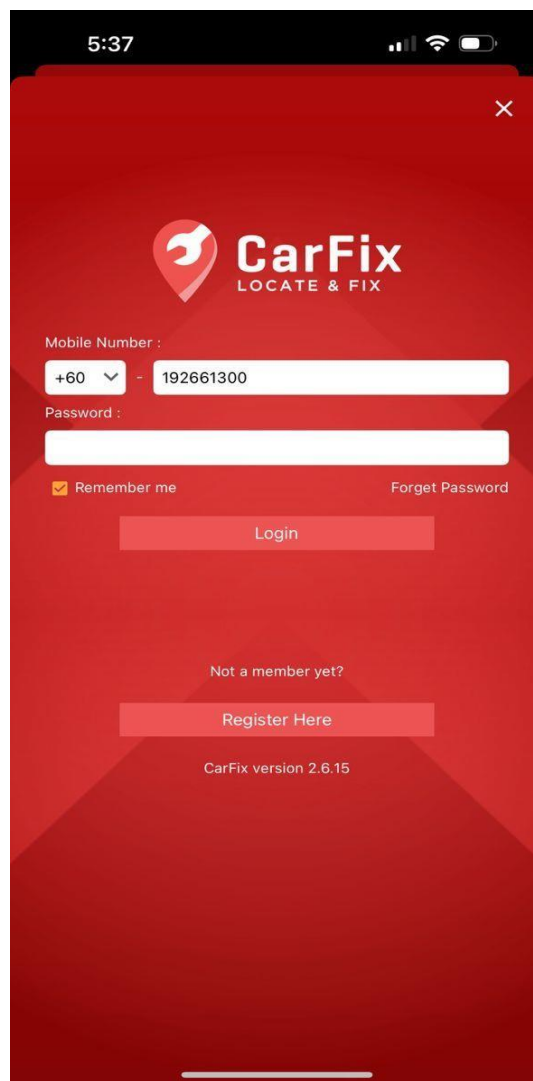 5:37
CarFix
LOCATE & FIX
Mobile Number :
+60 - 192661300
Password :
Remember me Forget Password
Login
Not a member yet?
Register Here
CarFix version 2.6.15